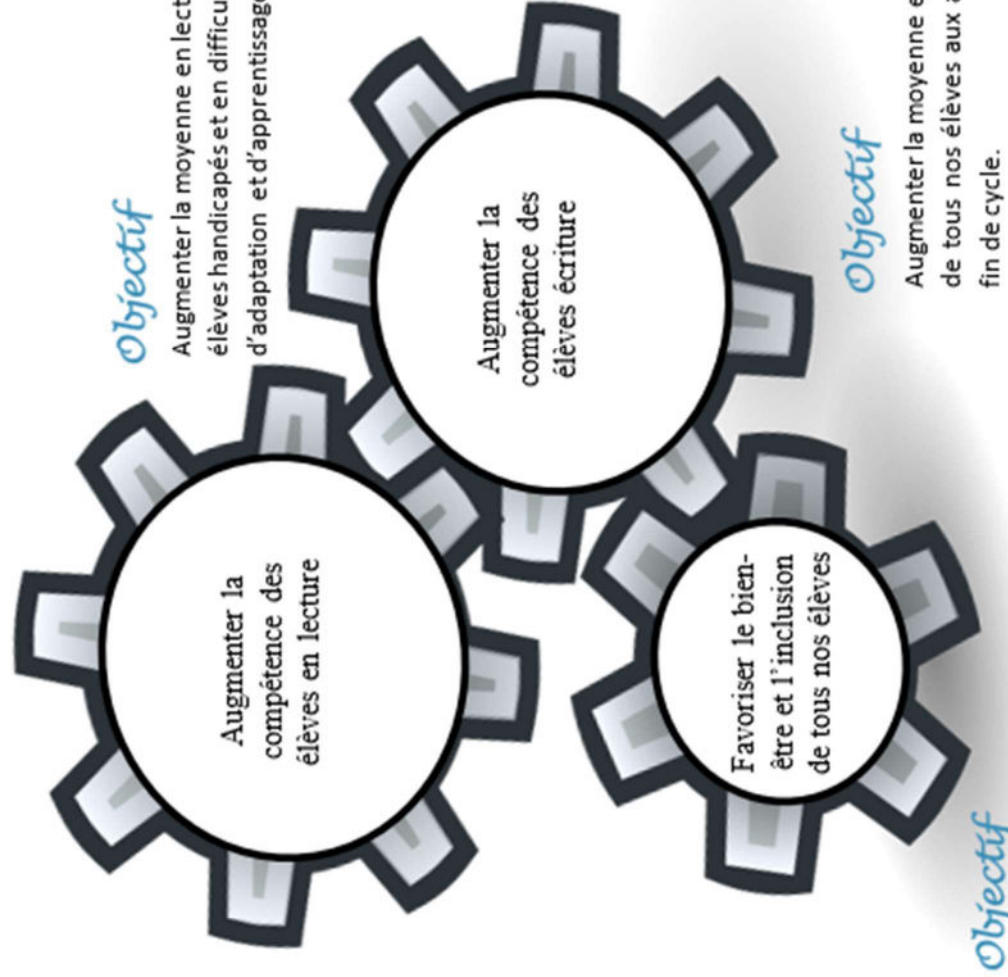 Objectif
Augmenter la moyenne en
élèves handicapés et en
d'adaptation et d'apprentissage
Augmenter la
compétence des
élèves en lecture
Augmenter la
compétence des
élèves écriture
Favoriser le bien-
être et l'inclusion
de tous nos élèves
Objectif
Augmenter la moyenne
de tous nos élèves aux
fin de cycle.
Objectif